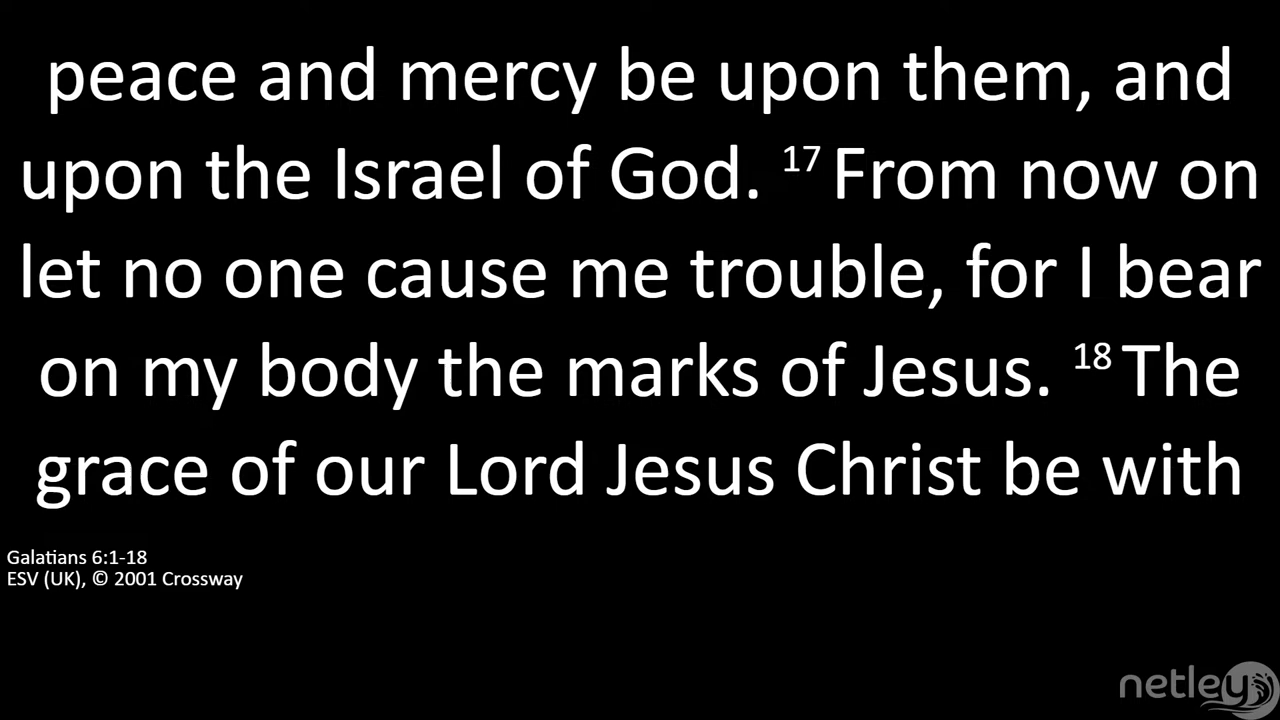 peace and mercy be upon them, and
upon the Israel of God. 17 From now on
let no one cause me trouble, for I bear
on my body the marks of Jesus. 18 The
grace of our Lord Jesus Christ be with
Galatians 6:1-18
ESV (UK), © 2001 Crossway
netley